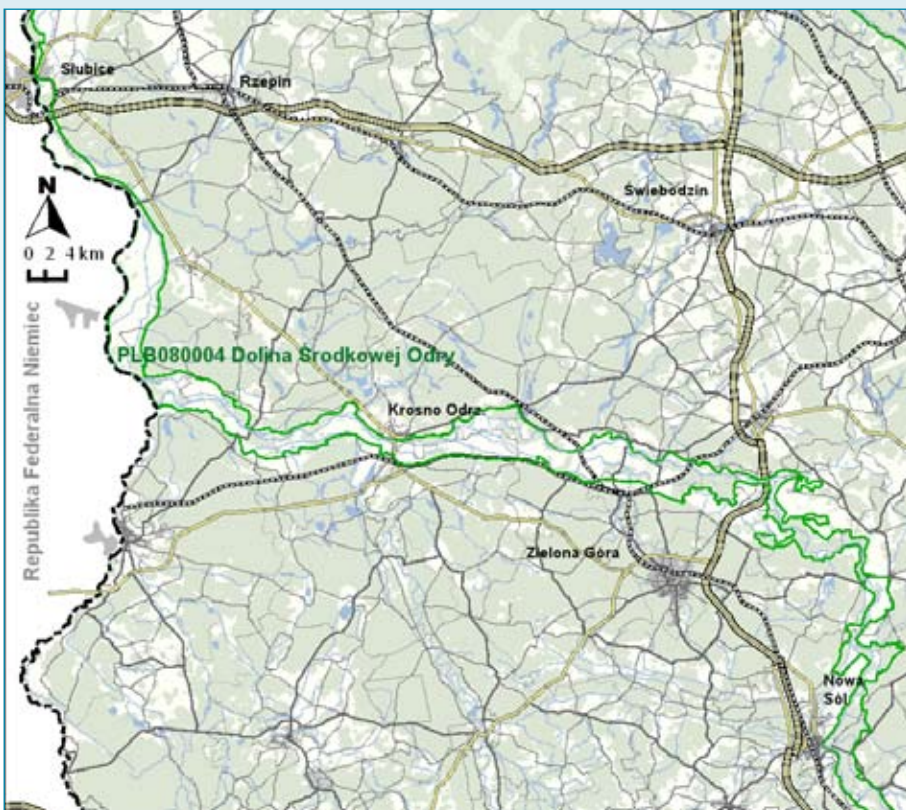 Słubice
Rzepin
N
0 2 4 km
Świebodzin
Republika Federalna Niemiec
PLB080004 Dolina Środkowej Odry
Krosno Odrz.
Zielona Góra
Nowa
Sól